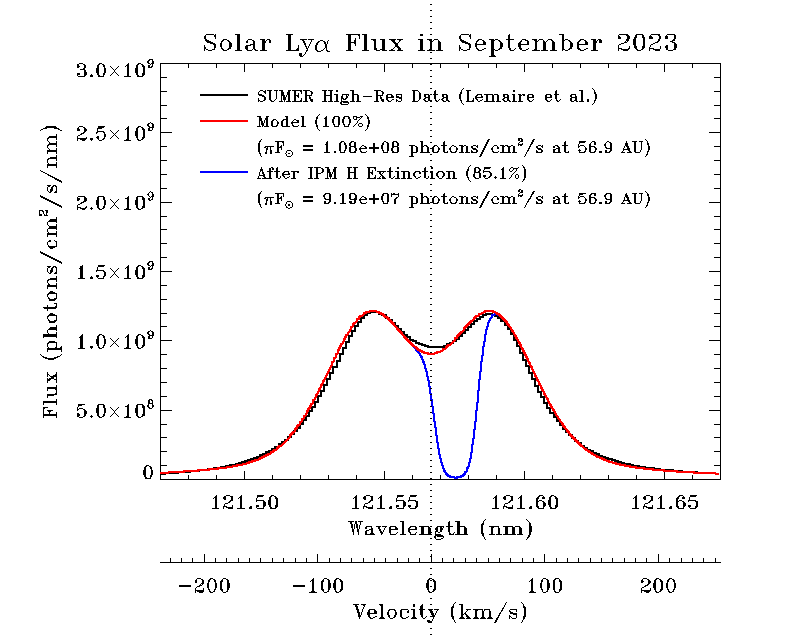 Solar Lyα Flux in September 2023
3.0×10⁹
2.5×10⁹
2.0×10⁹
1.5×10⁹
1.0×10⁹
5.0×10⁸
0
Flux (photons/cm²/s/nm)
SUMER High-Res Data (Lemaire et al.)
Model (100%)
(πF☉ = 1.08e+08 photons/cm²/s at 56.9 AU)
After IPM H Extinction (85.1%)
(πF☉ = 9.19e+07 photons/cm²/s at 56.9 AU)
121.50 121.55 121.60 121.65
Wavelength (nm)
-200 -100 0 100 200
Velocity (km/s)